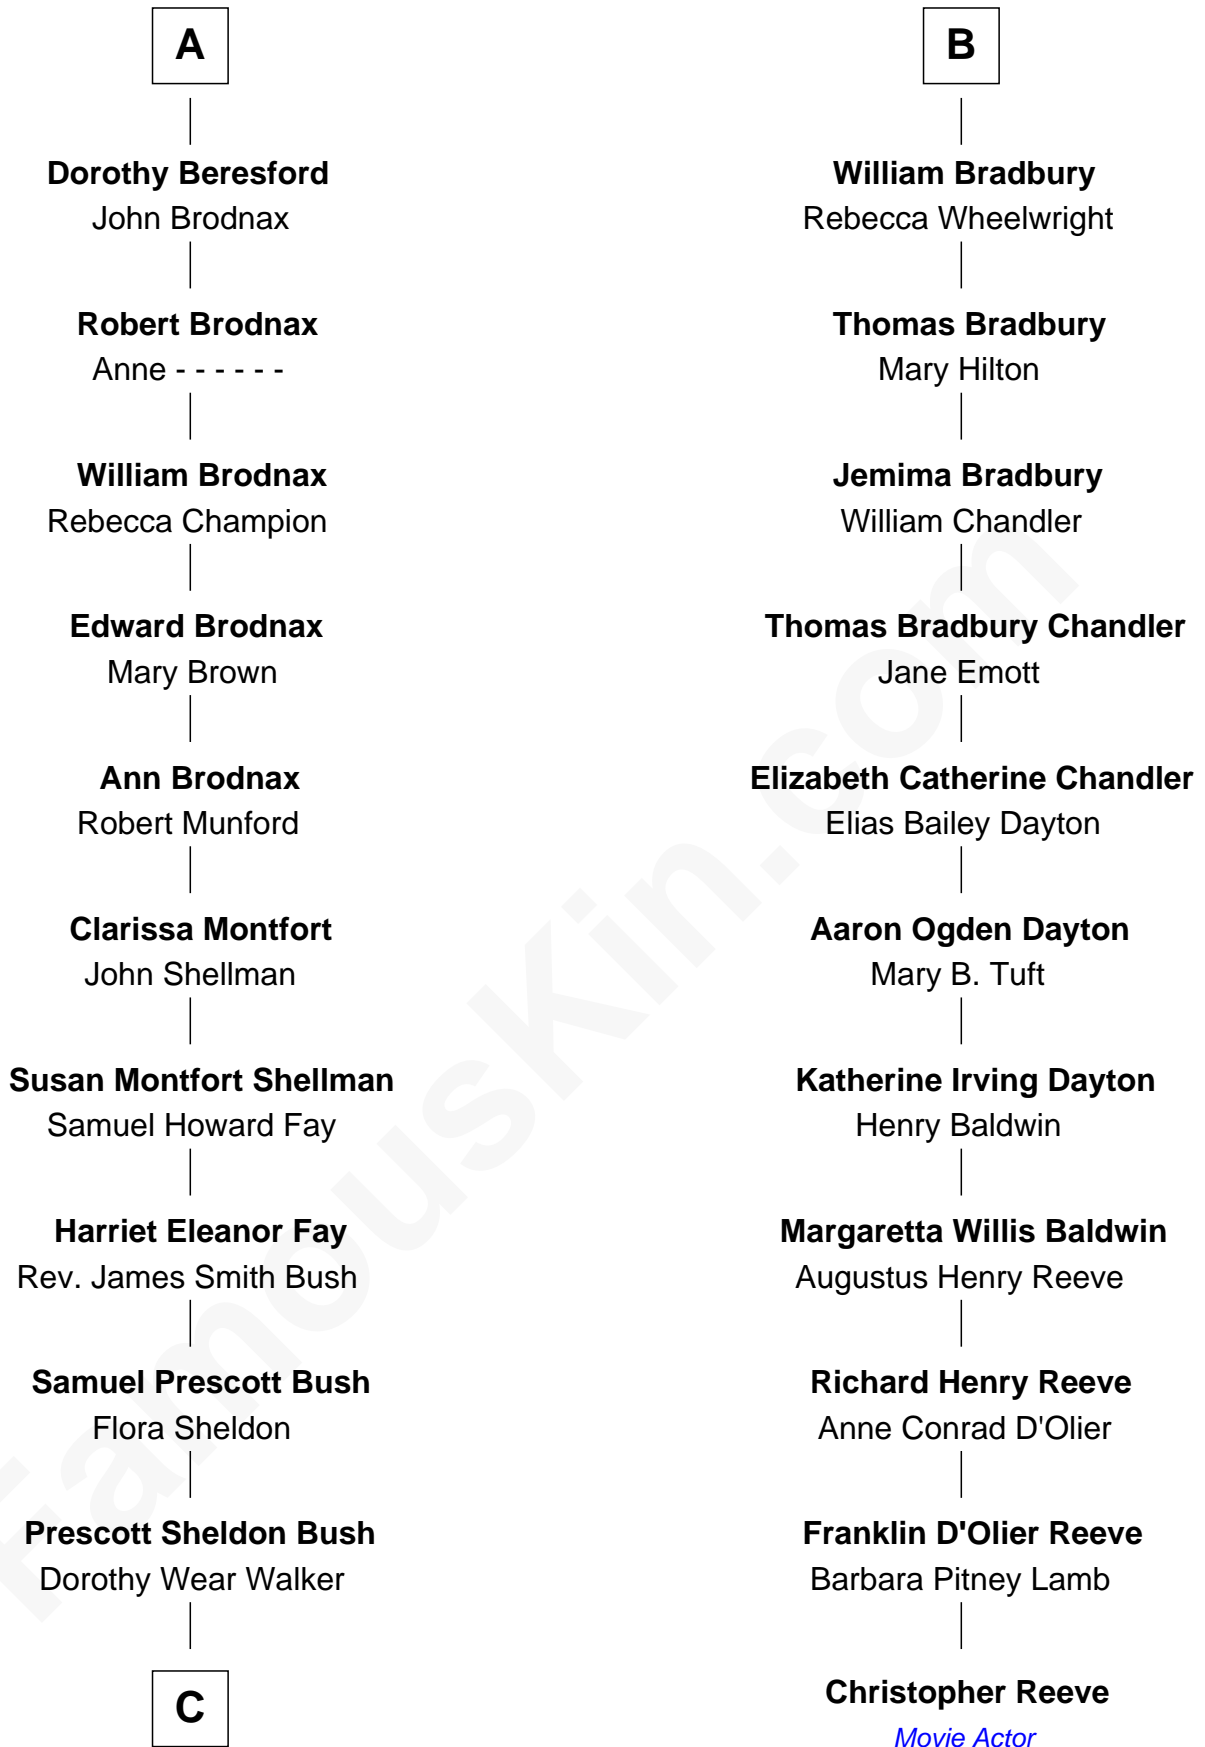 A
Dorothy Beresford
John Brodnax
Robert Brodnax
Anne - - - - - -
William Brodnax
Rebecca Champion
Edward Brodnax
Mary Brown
Ann Brodnax
Robert Munford
Clarissa Montfort
John Shellman
Susan Montfort Shellman
Samuel Howard Fay
Harriet Eleanor Fay
Rev. James Smith Bush
Samuel Prescott Bush
Flora Sheldon
Prescott Sheldon Bush
Dorothy Wear Walker
C
B
William Bradbury
Rebecca Wheelwright
Thomas Bradbury
Mary Hilton
Jemima Bradbury
William Chandler
Thomas Bradbury Chandler
Jane Emott
Elizabeth Catherine Chandler
Elias Bailey Dayton
Aaron Ogden Dayton
Mary B. Tuft
Katherine Irving Dayton
Henry Baldwin
Margaretta Willis Baldwin
Augustus Henry Reeve
Richard Henry Reeve
Anne Conrad D'Olier
Franklin D'Olier Reeve
Barbara Pitney Lamb
Christopher Reeve
Movie Actor
FamousKin.com